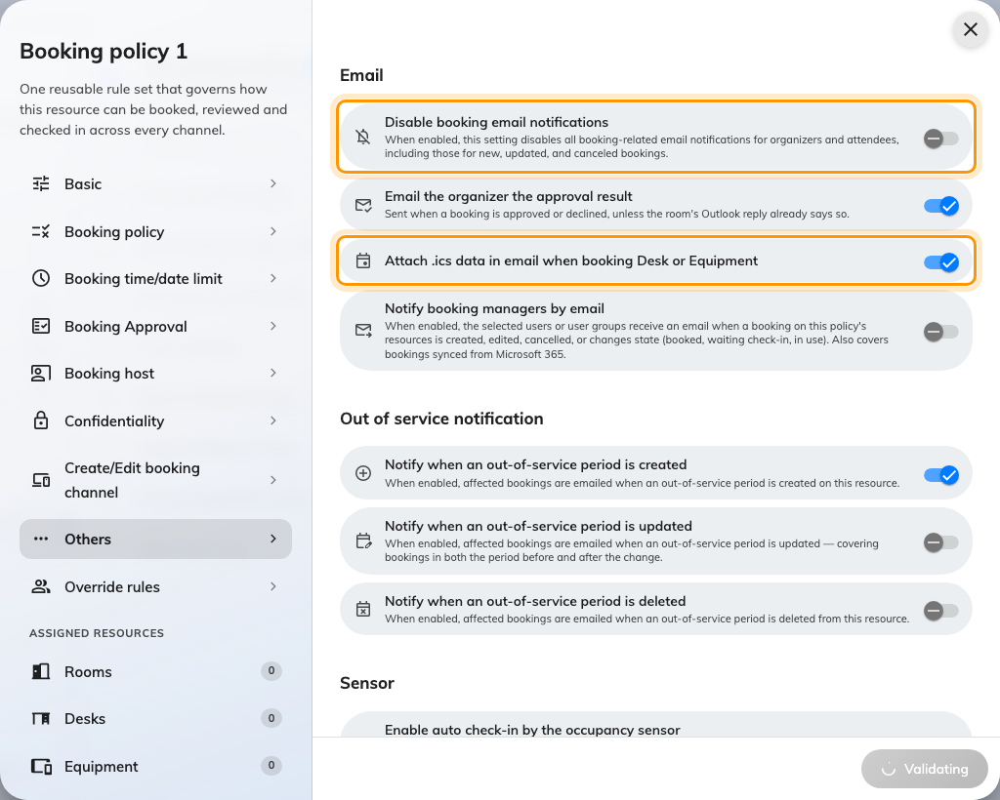 Booking policy 1
One reusable rule set that governs how
this resource can be booked, reviewed and
checked in across every channel.
Basic
Booking policy
Booking time/date limit
Booking Approval
Booking host
Confidentiality
Create/Edit booking
channel
Others
Override rules
ASSIGNED RESOURCES
Rooms 0
Desks 0
Equipment 0
Email
Disable booking email notifications
When enabled, this setting disables all booking-related email notifications for organizers and attendees,
including those for new, updated, and canceled bookings.
Email the organizer the approval result
Sent when a booking is approved or declined, unless the room's Outlook reply already says so.
Attach .ics data in email when booking Desk or Equipment
Notify booking managers by email
When enabled, the selected users or user groups receive an email when a booking on this policy's
resources is created, edited, cancelled, or changes state (booked, waiting check-in, in use). Also covers
bookings synced from Microsoft 365.
Out of service notification
Notify when an out-of-service period is created
When enabled, affected bookings are emailed when an out-of-service period is created on this resource.
Notify when an out-of-service period is updated
When enabled, affected bookings are emailed when an out-of-service period is updated — covering
bookings in both the period before and after the change.
Notify when an out-of-service period is deleted
When enabled, affected bookings are emailed when an out-of-service period is deleted from this resource.
Sensor
Enable auto check-in by the occupancy sensor
Validating